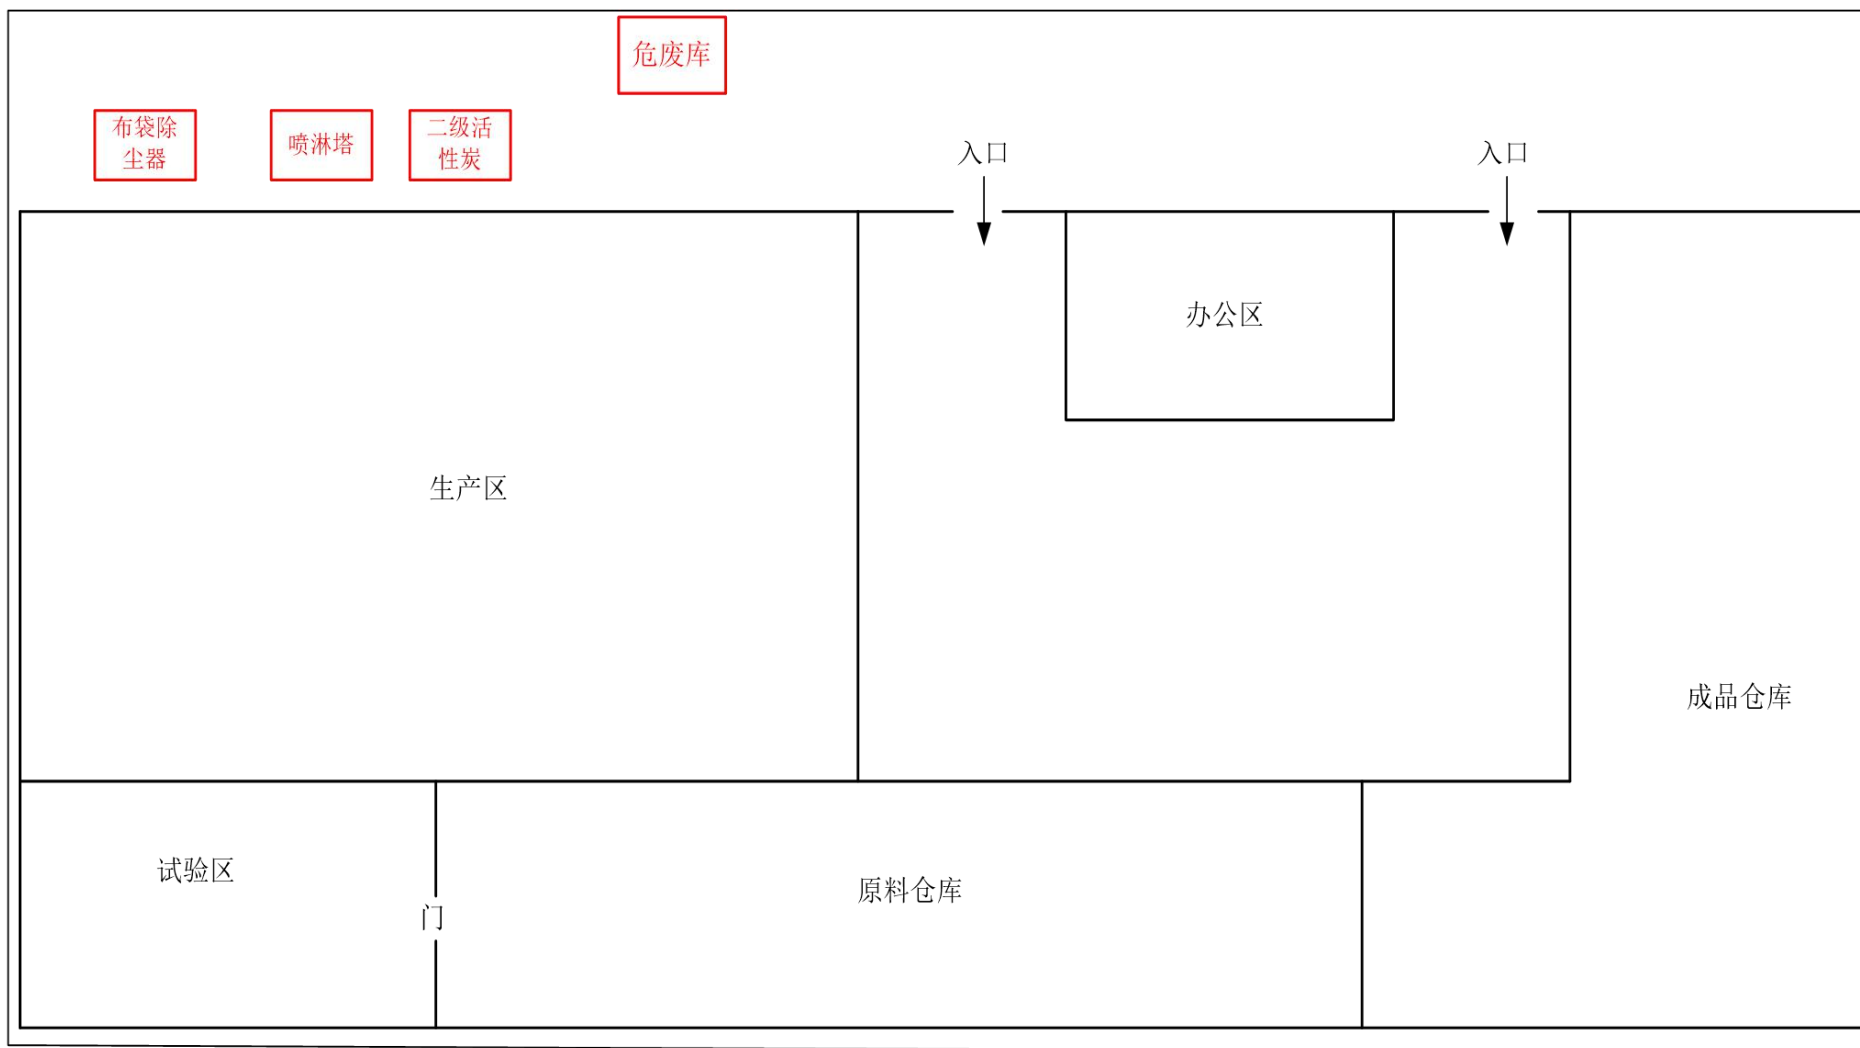 危废库
布袋除
尘器
喷淋塔
二级活
性炭
入口
入口
办公区
生产区
成品仓库
试验区
原料仓库
门